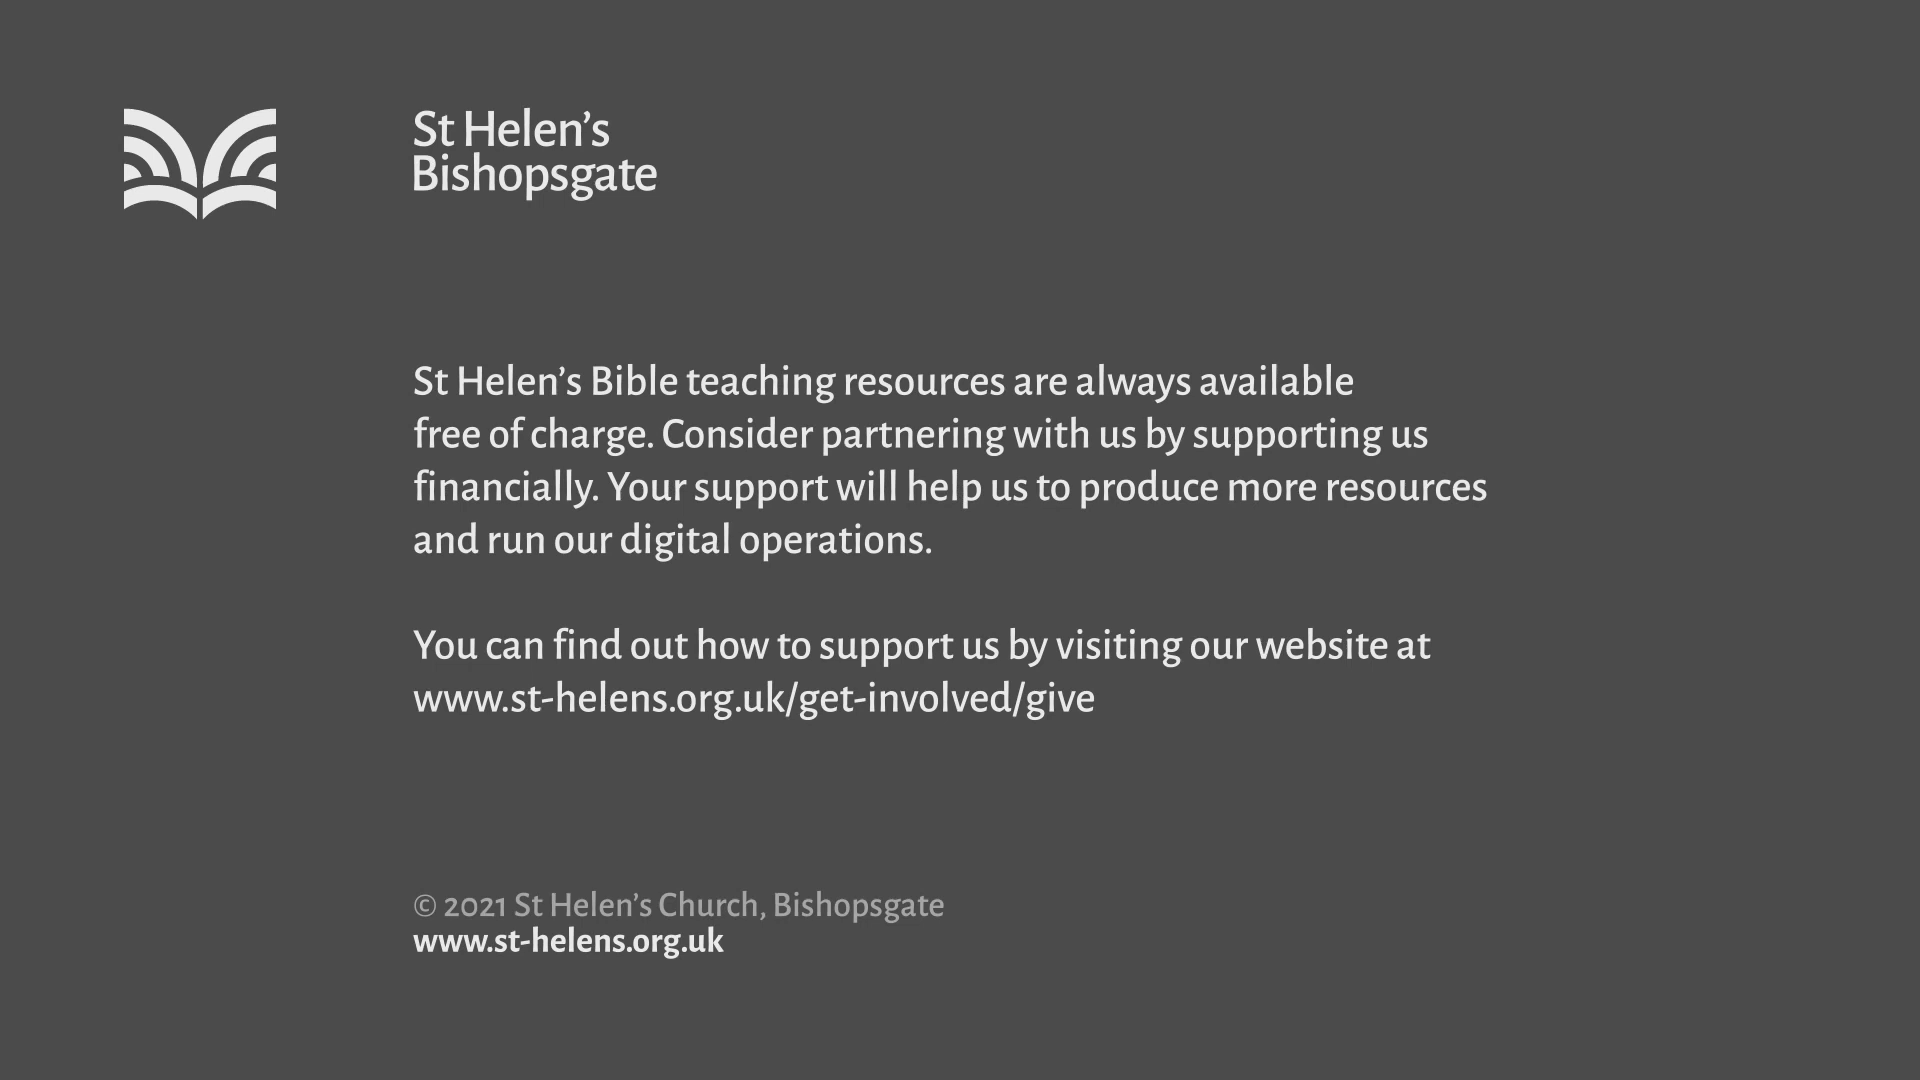 St Helen’s
Bishopsgate
St Helen’s Bible teaching resources are always available
free of charge. Consider partnering with us by supporting us
financially. Your support will help us to produce more resources
and run our digital operations.
You can find out how to support us by visiting our website at
www.st-helens.org.uk/get-involved/give
© 2021 St Helen’s Church, Bishopsgate
www.st-helens.org.uk